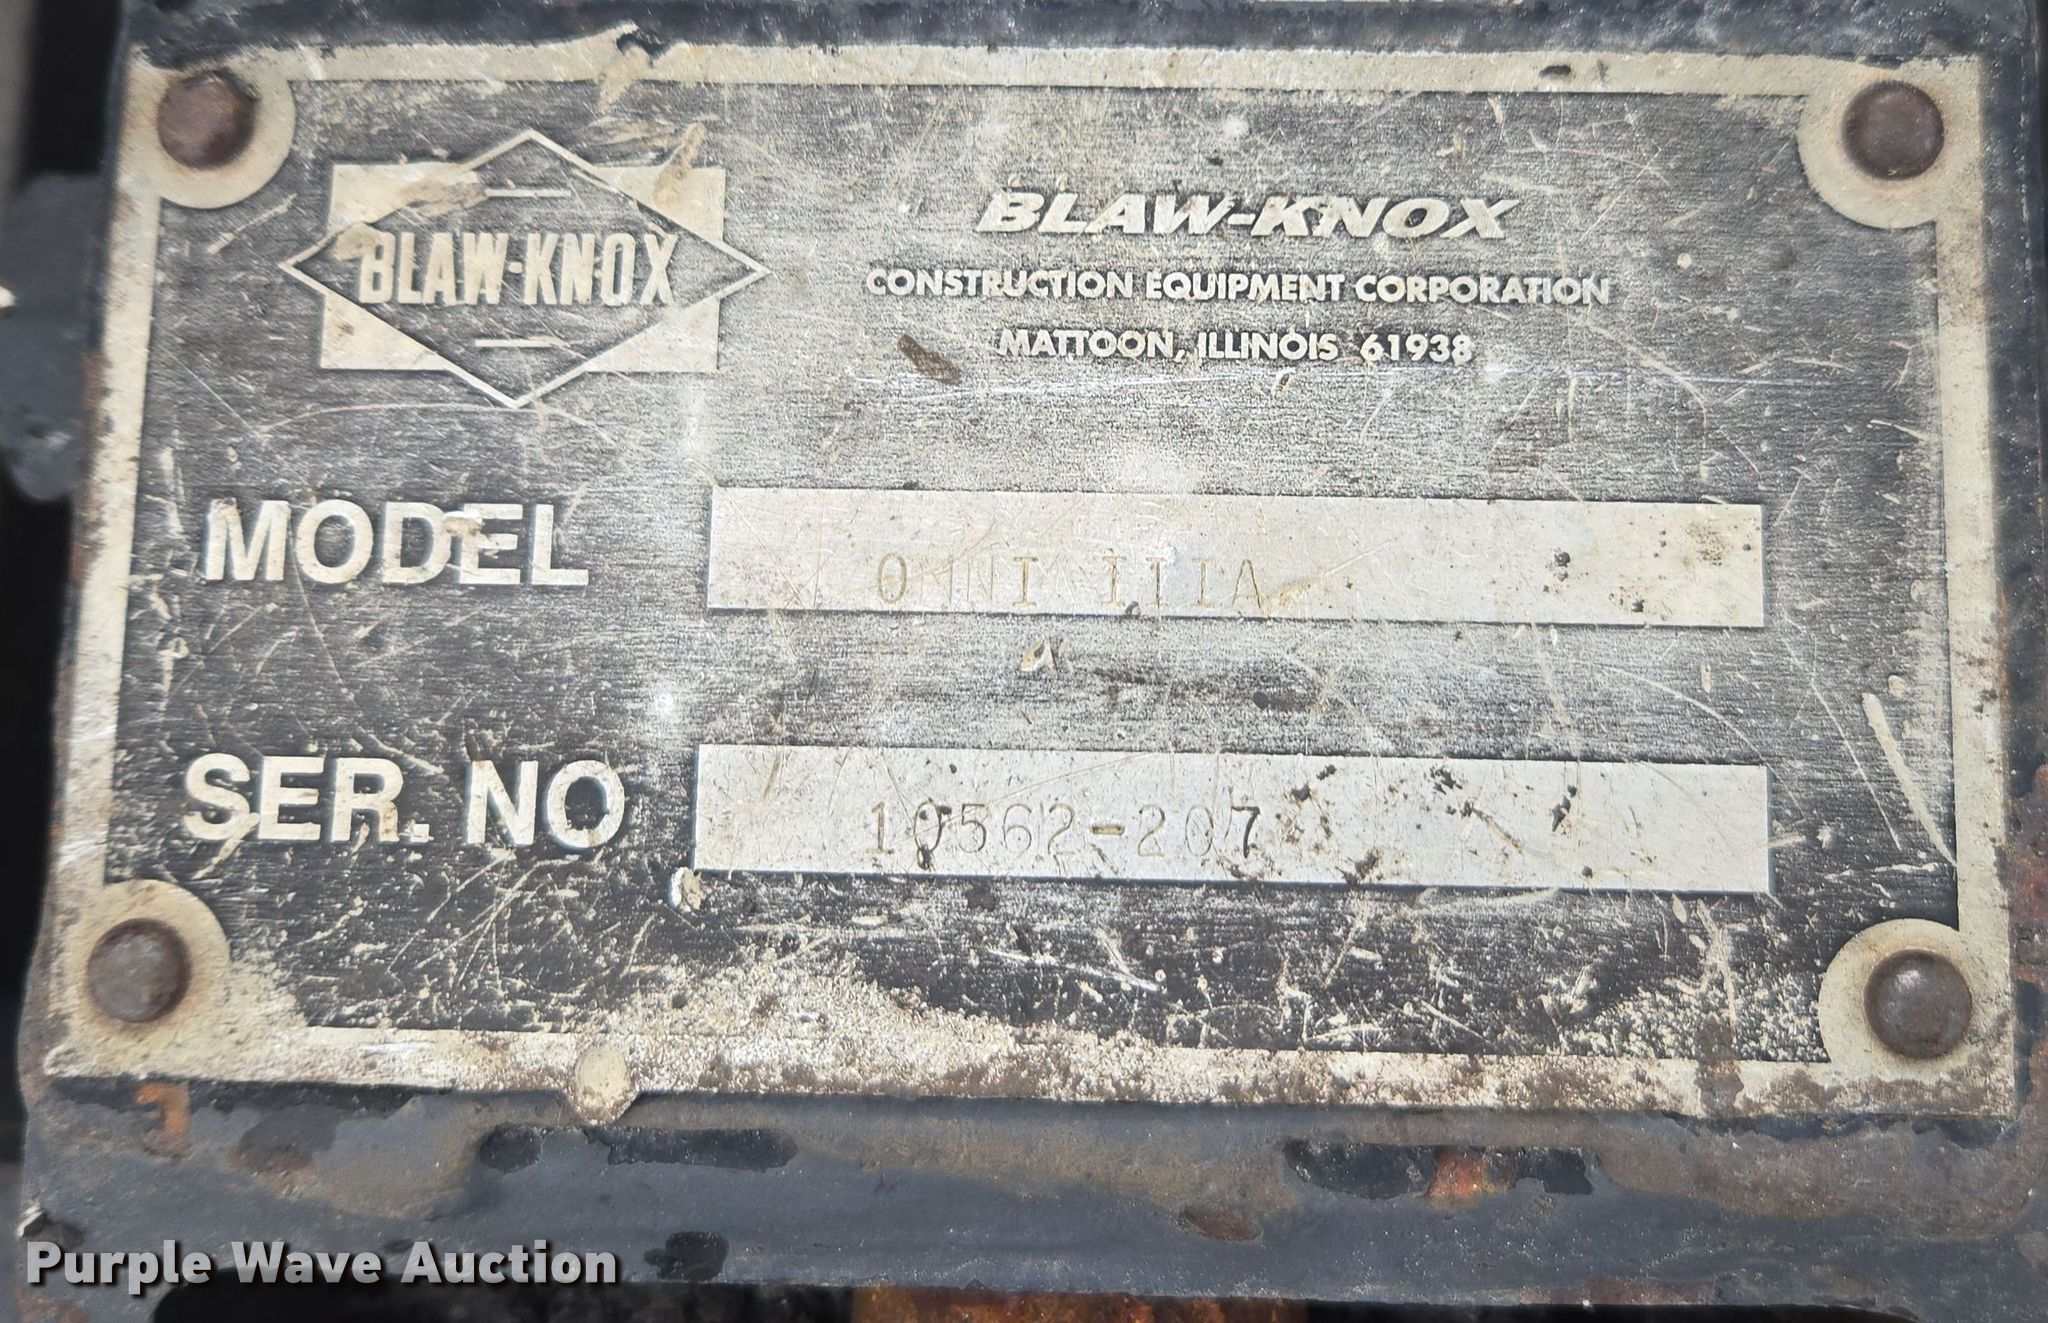 BLAW-KNOX
BLAW-KNOX
CONSTRUCTION EQUIPMENT CORPORATION
MATTOON, ILLINOIS 61938
MODEL OMNI IIIA
SER. NO 10562-207
Purple Wave Auction